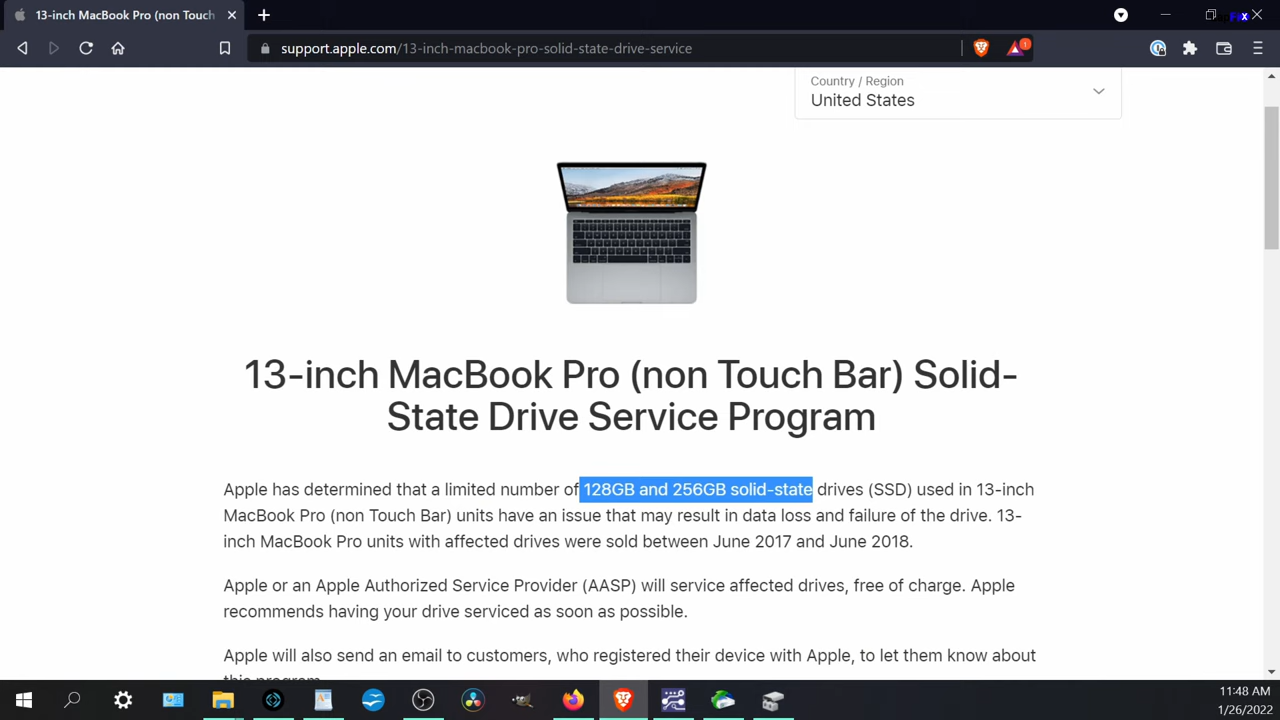 13-inch MacBook Pro (non Touch
support.apple.com/13-inch-macbook-pro-solid-state-drive-service
1
Country / Region
United States
13-inch MacBook Pro (non Touch Bar) Solid-
State Drive Service Program
Apple has determined that a limited number of 128GB and 256GB solid-state drives (SSD) used in 13-inch
MacBook Pro (non Touch Bar) units have an issue that may result in data loss and failure of the drive. 13-
inch MacBook Pro units with affected drives were sold between June 2017 and June 2018.
Apple or an Apple Authorized Service Provider (AASP) will service affected drives, free of charge. Apple
recommends having your drive serviced as soon as possible.
Apple will also send an email to customers, who registered their device with Apple, to let them know about
this program.
11:48 AM
1/26/2022